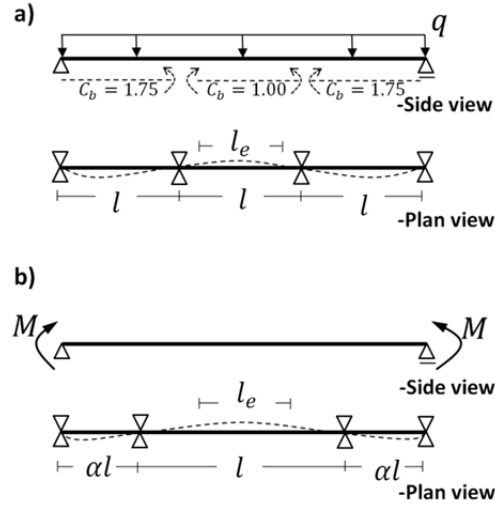 a)
q
C_b = 1.75 C_b = 1.00 C_b = 1.75
-Side view
l_e
l l l
-Plan view
b)
M M
-Side view
l_e
αl l αl
-Plan view